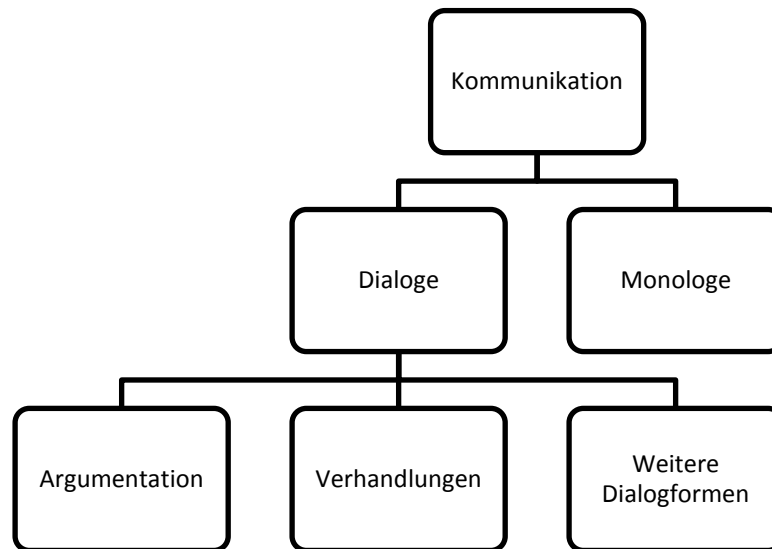 Kommunikation
Dialoge
Monologe
Argumentation
Verhandlungen
Weitere
Dialogformen